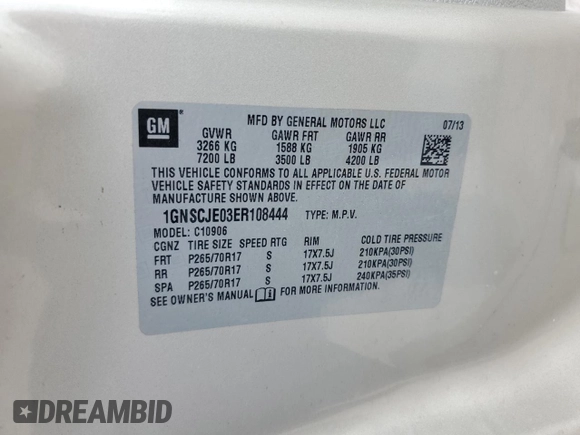 GM
MFD BY GENERAL MOTORS LLC 07/13
GVWR GAWR FRT GAWR RR
3266 KG 1588 KG 1905 KG
7200 LB 3500 LB 4200 LB
THIS VEHICLE CONFORMS TO ALL APPLICABLE U.S. FEDERAL MOTOR
VEHICLE SAFETY STANDARDS IN EFFECT ON THE DATE OF
MANUFACTURE SHOWN ABOVE.
1GNSCJE03ER108444 TYPE: M.P.V.
MODEL: C10906
CGNZ TIRE SIZE SPEED RTG RIM COLD TIRE PRESSURE
FRT P265/70R17 S 17X7.5J 210KPA(30PSI)
RR P265/70R17 S 17X7.5J 210KPA(30PSI)
SPA P265/70R17 S 17X7.5J 240KPA(35PSI)
SEE OWNER'S MANUAL FOR MORE INFORMATION.
DREAMBID